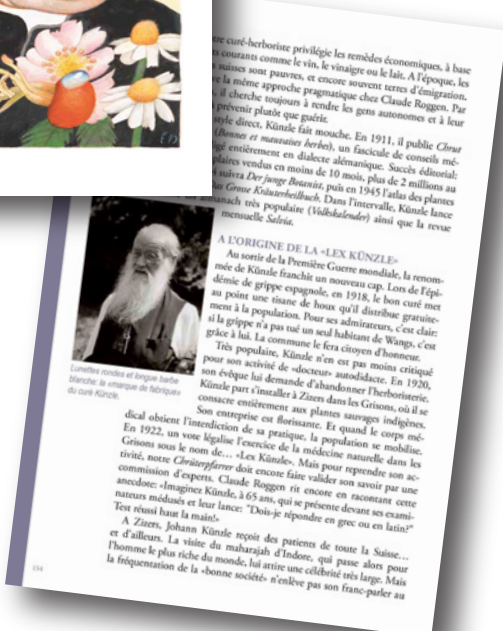 tre curé-herboriste privilégie les remèdes économiques, à base
courants comme le vin, le vinaigre ou le lait. A l'époque, les
suisses sont pauvres, et encore souvent terres d'émigration.
la même approche pragmatique chez Claude Roggen. Par
il cherche toujours à rendre les gens autonomes et à leur
prévenir plutôt que guérir.
style direct, Künzle fait mouche. En 1911, il publie Chrut
(Bonnes et mauvaises herbes), un fascicule de conseils mé-
gé entièrement en dialecte alémanique. Succès éditorial:
plaires vendus en moins de 10 mois, plus de 2 millions au
suivra Der junge Botanist, puis en 1945 l'atlas des plantes
Das Grosse Kräuterheilbuch. Dans l'intervalle, Künzle lance
manach très populaire (Volkskalender) ainsi que la revue
mensuelle Salvia.
A L'ORIGINE DE LA «LEX KÜNZLE»
Au sortir de la Première Guerre mondiale, la renom-
mée de Künzle franchit un nouveau cap. Lors de l'épi-
démie de grippe espagnole, en 1918, le bon curé met
au point une tisane de houx qu'il distribue gratuite-
ment à la population. Pour ses admirateurs, c'est clair:
si la grippe n'a pas tué un seul habitant de Wangs, c'est
grâce à lui. La commune le fera citoyen d'honneur.
Très populaire, Künzle n'en est pas moins critiqué
pour son activité de «docteur» autodidacte. En 1920,
son évêque lui demande d'abandonner l'herboristerie.
Künzle part s'installer à Zizers dans les Grisons, où il se
consacre entièrement aux plantes sauvages indigènes.
Son entreprise est florissante. Et quand le corps mé-
dical obtient l'interdiction de sa pratique, la population se mobilise.
En 1922, un vote légalise l'exercice de la médecine naturelle dans les
Grisons sous le nom de… «Lex Künzle». Mais pour reprendre son ac-
tivité, notre Chrüterpfarrer doit encore faire valider son savoir par une
commission d'experts. Claude Roggen rit encore en racontant cette
anecdote: «Imaginez Künzle, à 65 ans, qui se présente devant ses exami-
nateurs médusés et leur lance: "Dois-je répondre en grec ou en latin?"
Test réussi haut la main!»
A Zizers, Johann Künzle reçoit des patients de toute la Suisse…
et d'ailleurs. La visite du maharajah d'Indore, qui passe alors pour
l'homme le plus riche du monde, lui attire une célébrité très large. Mais
la fréquentation de la «bonne société» n'enlève pas son franc-parler au
Lunettes rondes et longue barbe
blanche: la «marque de fabrique»
du curé Künzle.